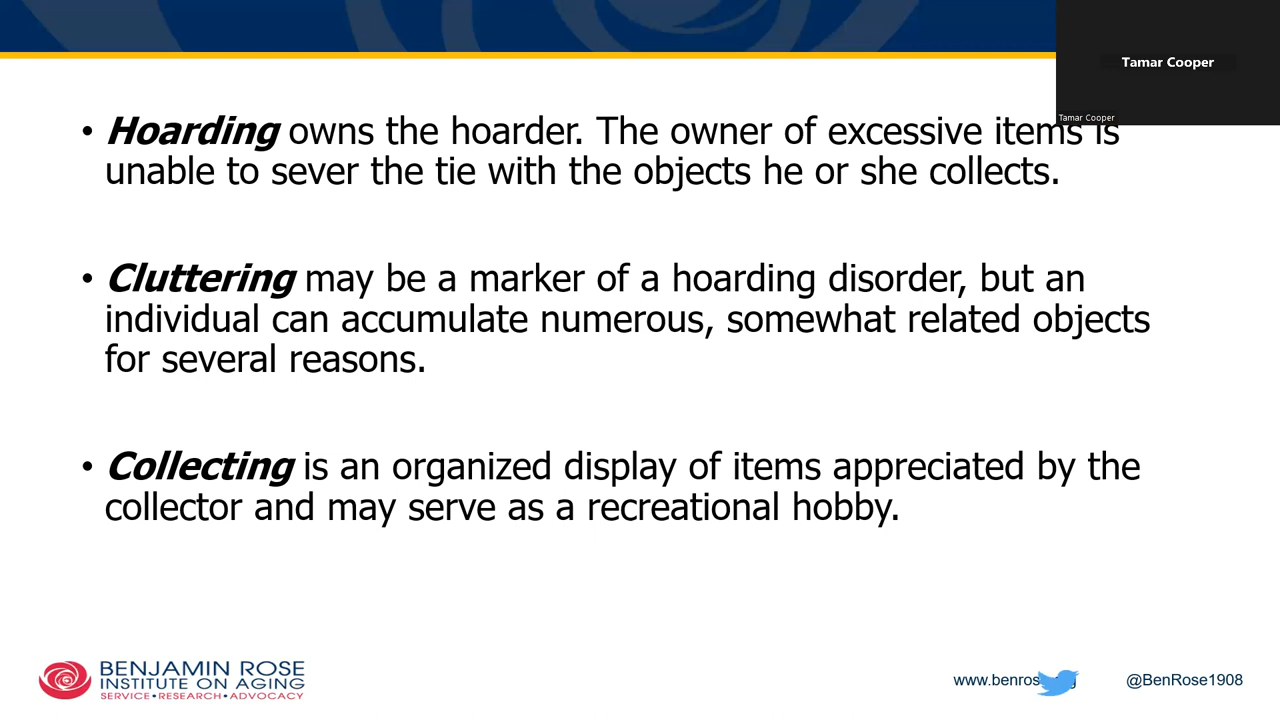 Tamar Cooper
Tamar Cooper
• Hoarding owns the hoarder. The owner of excessive items is
unable to sever the tie with the objects he or she collects.
• Cluttering may be a marker of a hoarding disorder, but an
individual can accumulate numerous, somewhat related objects
for several reasons.
• Collecting is an organized display of items appreciated by the
collector and may serve as a recreational hobby.
BENJAMIN ROSE
INSTITUTE ON AGING
SERVICE • RESEARCH • ADVOCACY
@BenRose1908